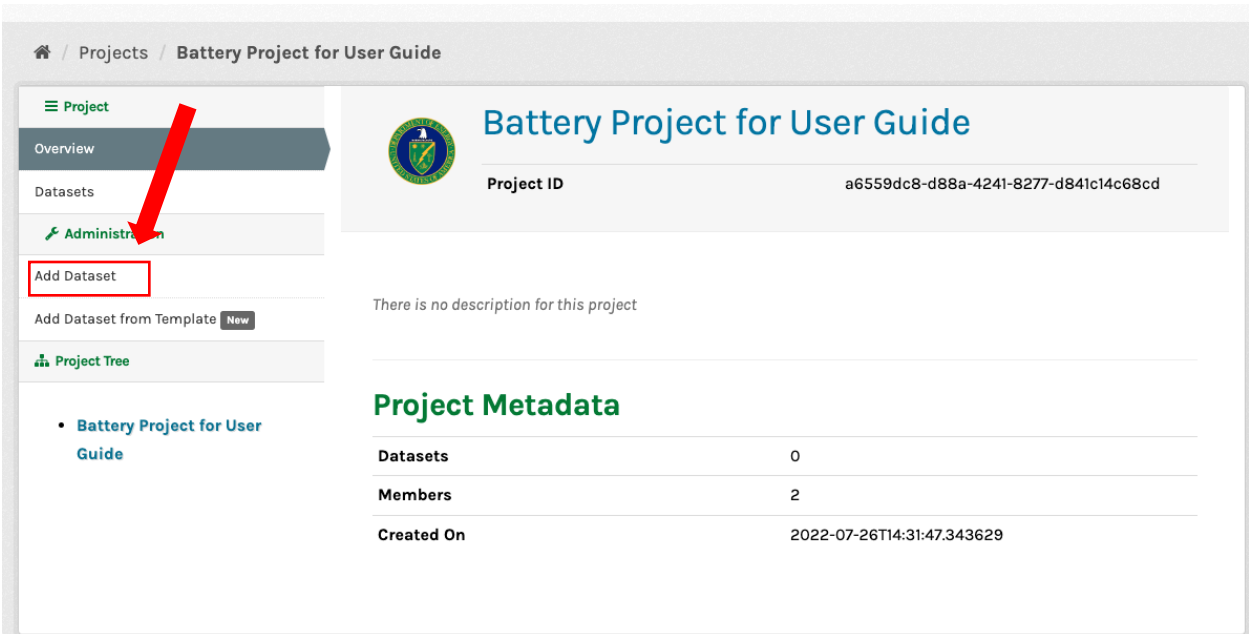 / Projects / Battery Project for User Guide
Project
Overview
Datasets
Administration
Add Dataset
Add Dataset from Template New
Project Tree
• Battery Project for User
Guide
Battery Project for User Guide
Project ID a6559dc8-d88a-4241-8277-d841c14c68cd
There is no description for this project
Project Metadata
Datasets 0
Members 2
Created On 2022-07-26T14:31:47.343629